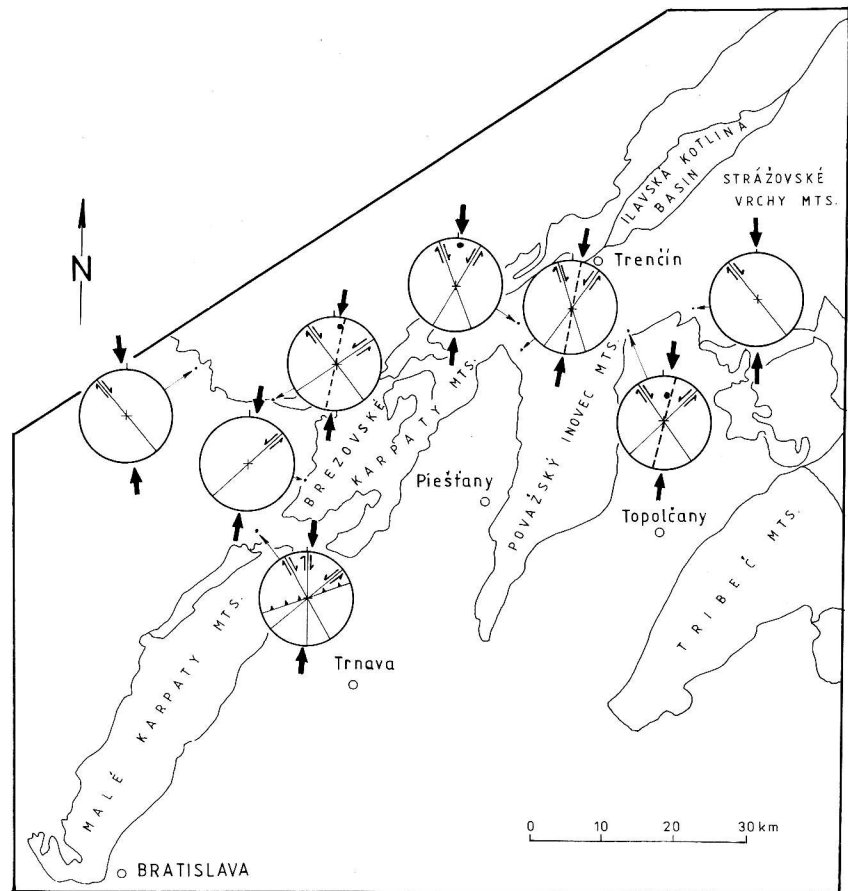 ILAVSKÁ KOTLINA
BASIN
STRÁŽOVSKÉ
VRCHY MTS.
N
Trenčín
BREZOVSKÉ
KARPATY MTS.
POVAŽSKÝ INOVEC MTS.
Piešťany
Topolčany
TRIBEČ MTS.
MALÉ KARPATY MTS.
Trnava
0 10 20 30 km
BRATISLAVA